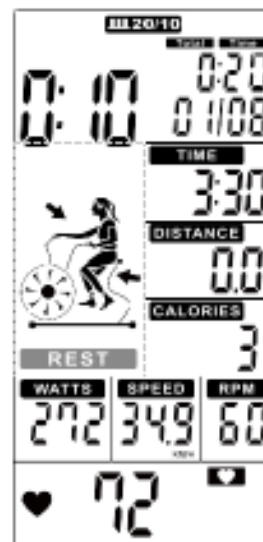 20/10
Total Time
0:10
0:20
01/08
TIME
3:30
DISTANCE
0.0
CALORIES
3
REST
WATTS SPEED RPM
272 34.9 60
72